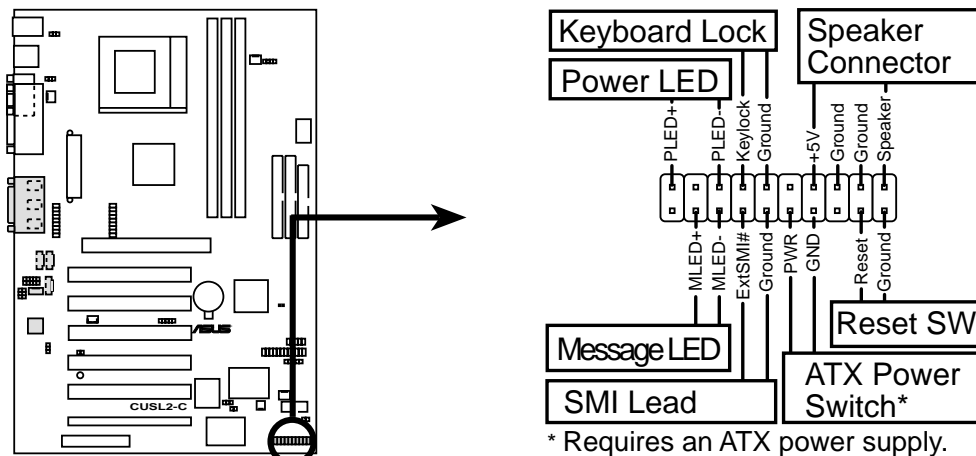 Keyboard Lock
Power LED
Speaker
Connector
PLED+
PLED-
Keylock
Ground
+5V
Ground
Ground
Speaker
MLED+
MLED-
ExtSMI#
Ground
PWR
GND
Reset
Ground
Reset SW
Message LED
SMI Lead
ATX Power
Switch*
* Requires an ATX power supply.
ASUS
CUSL2-C